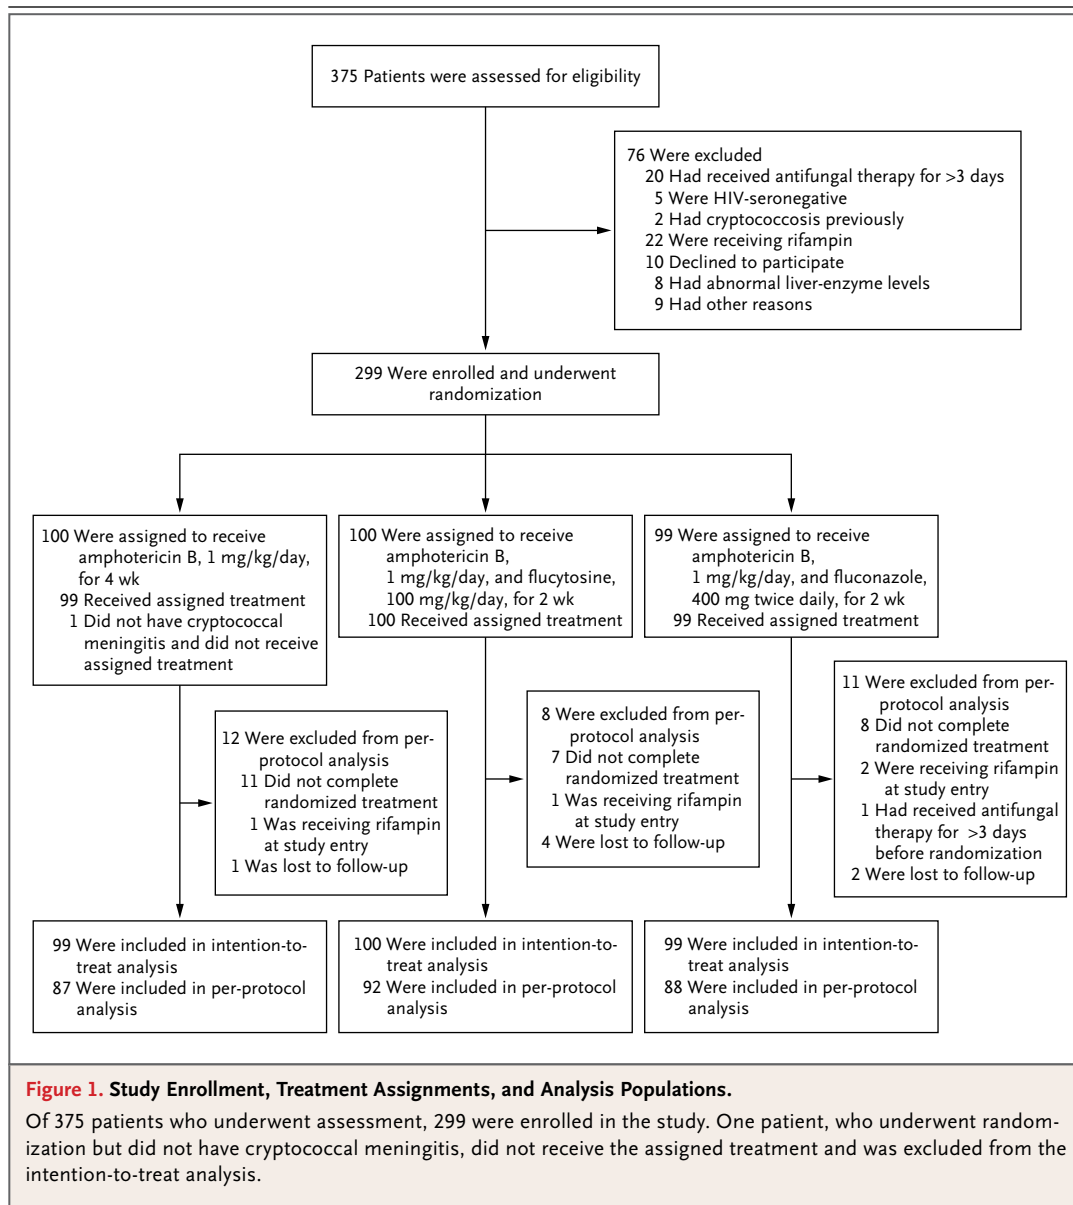 375 Patients were assessed for eligibility
76 Were excluded
20 Had received antifungal therapy for >3 days
5 Were HIV-seronegative
2 Had cryptococcosis previously
22 Were receiving rifampin
10 Declined to participate
8 Had abnormal liver-enzyme levels
9 Had other reasons
299 Were enrolled and underwent
randomization
100 Were assigned to receive
amphotericin B, 1 mg/kg/day,
for 4 wk
99 Received assigned treatment
1 Did not have cryptococcal
meningitis and did not receive
assigned treatment
100 Were assigned to receive
amphotericin B,
1 mg/kg/day, and flucytosine,
100 mg/kg/day, for 2 wk
100 Received assigned treatment
99 Were assigned to receive
amphotericin B,
1 mg/kg/day, and fluconazole,
400 mg twice daily, for 2 wk
99 Received assigned treatment
12 Were excluded from per-
protocol analysis
11 Did not complete
randomized treatment
1 Was receiving rifampin
at study entry
1 Was lost to follow-up
8 Were excluded from per-
protocol analysis
7 Did not complete
randomized treatment
1 Was receiving rifampin
at study entry
4 Were lost to follow-up
11 Were excluded from per-
protocol analysis
8 Did not complete
randomized treatment
2 Were receiving rifampin
at study entry
1 Had received antifungal
therapy for >3 days
before randomization
2 Were lost to follow-up
99 Were included in intention-to-
treat analysis
87 Were included in per-protocol
analysis
100 Were included in intention-to-
treat analysis
92 Were included in per-protocol
analysis
99 Were included in intention-to-
treat analysis
88 Were included in per-protocol
analysis
Figure 1. Study Enrollment, Treatment Assignments, and Analysis Populations.
Of 375 patients who underwent assessment, 299 were enrolled in the study. One patient, who underwent random-
ization but did not have cryptococcal meningitis, did not receive the assigned treatment and was excluded from the
intention-to-treat analysis.